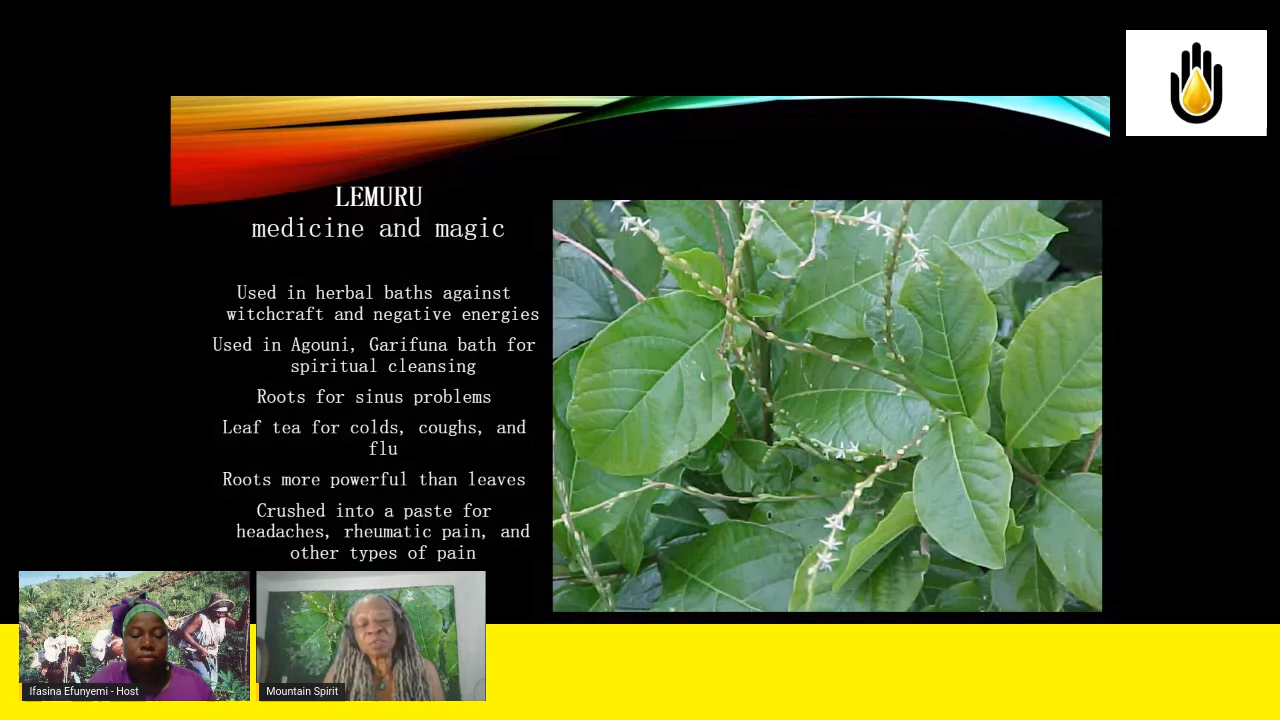 LEMURU
medicine and magic
Used in herbal baths against
witchcraft and negative energies
Used in Agouni, Garifuna bath for
spiritual cleansing
Roots for sinus problems
Leaf tea for colds, coughs, and
flu
Roots more powerful than leaves
Crushed into a paste for
headaches, rheumatic pain, and
other types of pain
Ifasina Efunyemi - Host
Mountain Spirit